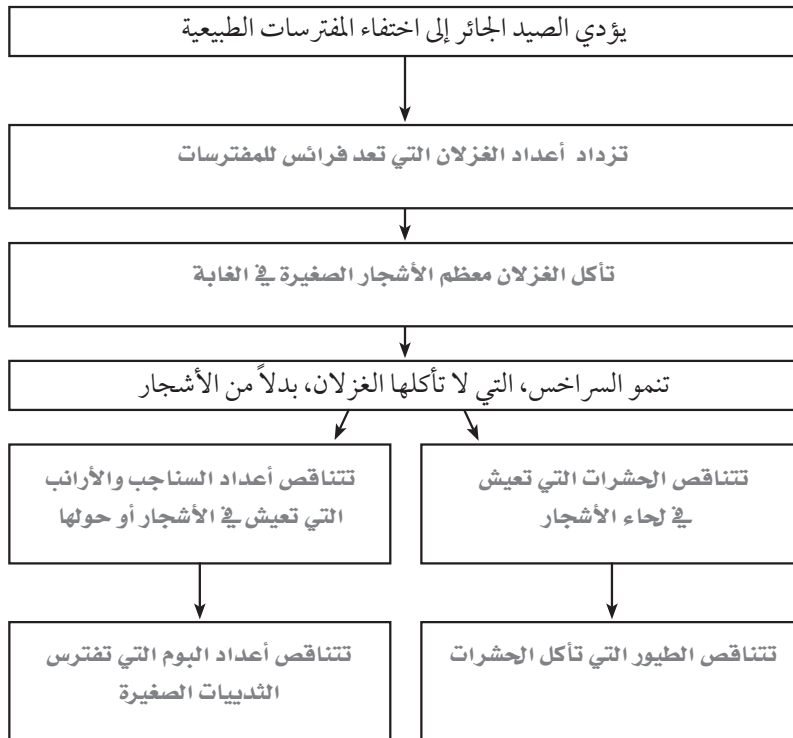 يؤدي الصيد الجائر إلى اختفاء المفترسات الطبيعية
تزداد أعداد الغزلان التي تعد فرائس للمفترسات
تأكل الغزلان معظم الأشجار الصغيرة في الغابة
تنمو السراخس، التي لا تأكلها الغزلان، بدلاً من الأشجار
تتناقص الحشرات التي تعيش
في لحاء الأشجار
تتناقص أعداد السناجب والأرانب
التي تعيش في الأشجار أو حولها
تتناقص الطيور التي تأكل الحشرات
تتناقص أعداد البوم التي تفترس
الثدييات الصغيرة